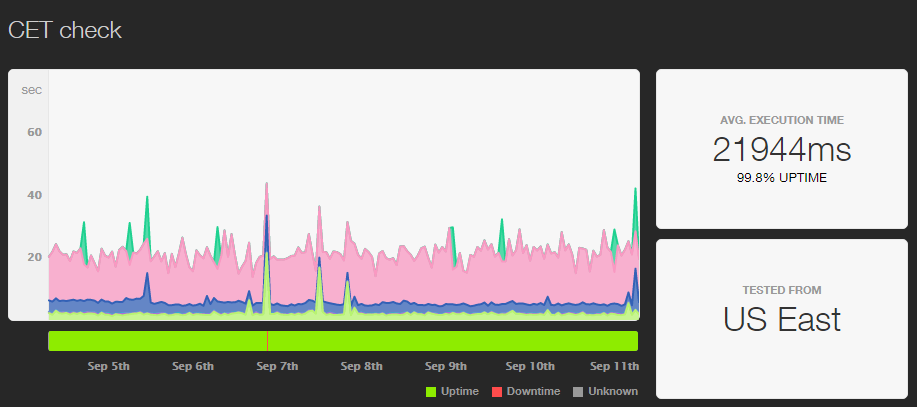 CET check
sec
60
40
20
Sep 5th Sep 6th Sep 7th Sep 8th Sep 9th Sep 10th Sep 11th
Uptime Downtime Unknown
AVG. EXECUTION TIME
21944ms
99.8% UPTIME
TESTED FROM
US East